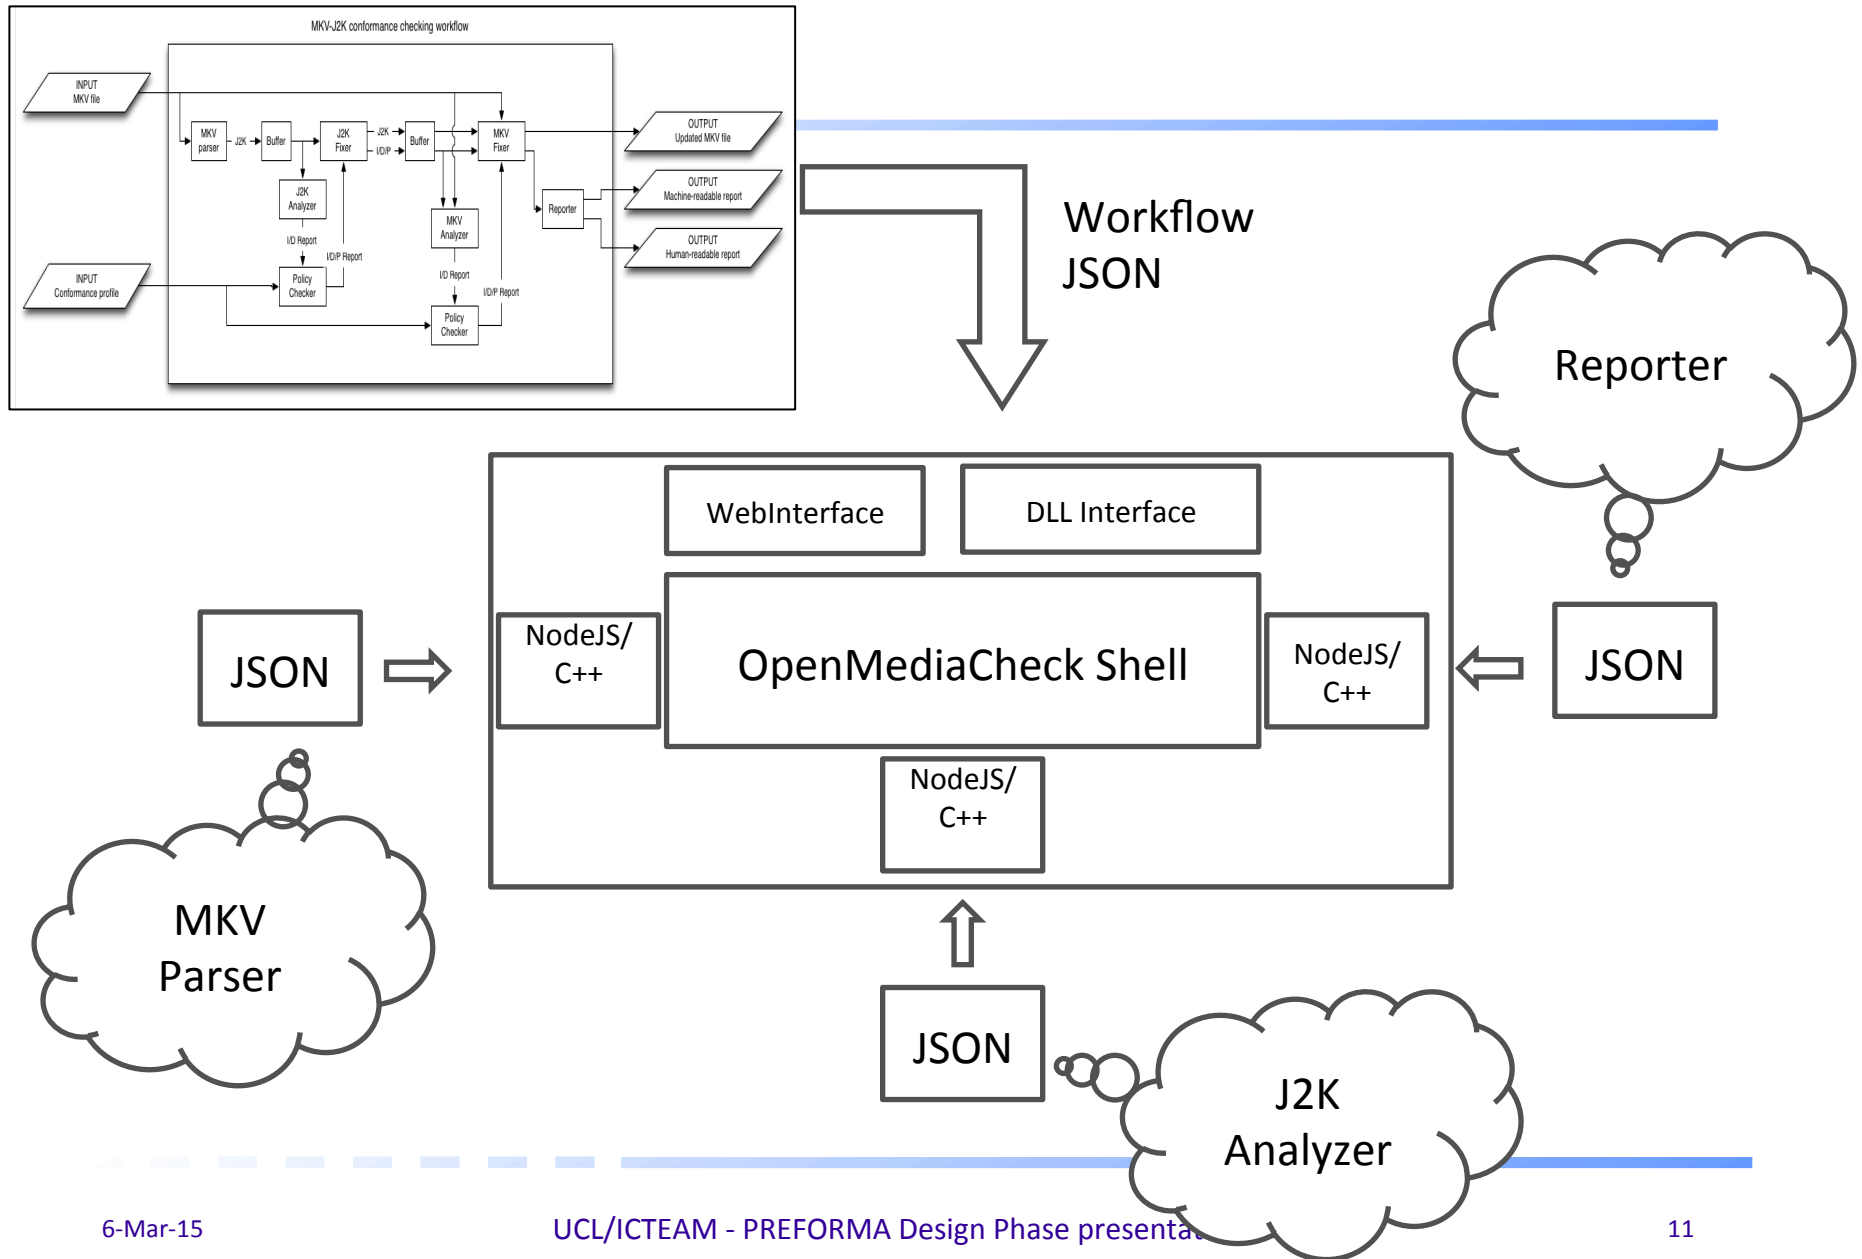 MKV-J2K conformance checking workflow
INPUT
MKV file
MKV
parser
J2K
Buffer
J2K
Fixer
J2K
I/D/P
Buffer
MKV
Fixer
OUTPUT
Updated MKV file
J2K
Analyzer
I/D Report
I/D/P Report
MKV
Analyzer
Reporter
OUTPUT
Machine-readable report
OUTPUT
Human-readable report
INPUT
Conformance profile
Policy
Checker
I/D Report
I/D/P Report
Policy
Checker
Workflow
JSON
Reporter
WebInterface
DLL Interface
JSON
NodeJS/
C++
OpenMediaCheck Shell
NodeJS/
C++
JSON
NodeJS/
C++
MKV
Parser
JSON
J2K
Analyzer
6-Mar-15
UCL/ICTEAM - PREFORMA Design Phase presentat
11